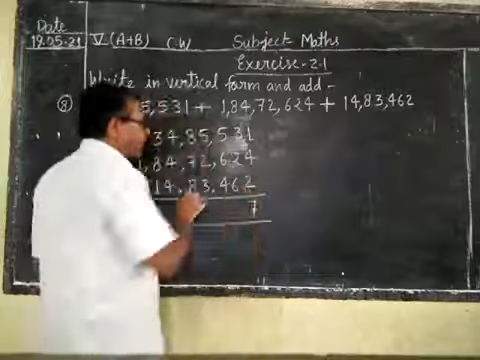 Date
19.05.21 V (A+B) C.W Subject- Maths
Exercise-2.1
Write in vertical form and add-
(8) 5,531 + 1,84,72,624 + 14,83,462
34,85,531
1,84,72,624
14,83,462
7